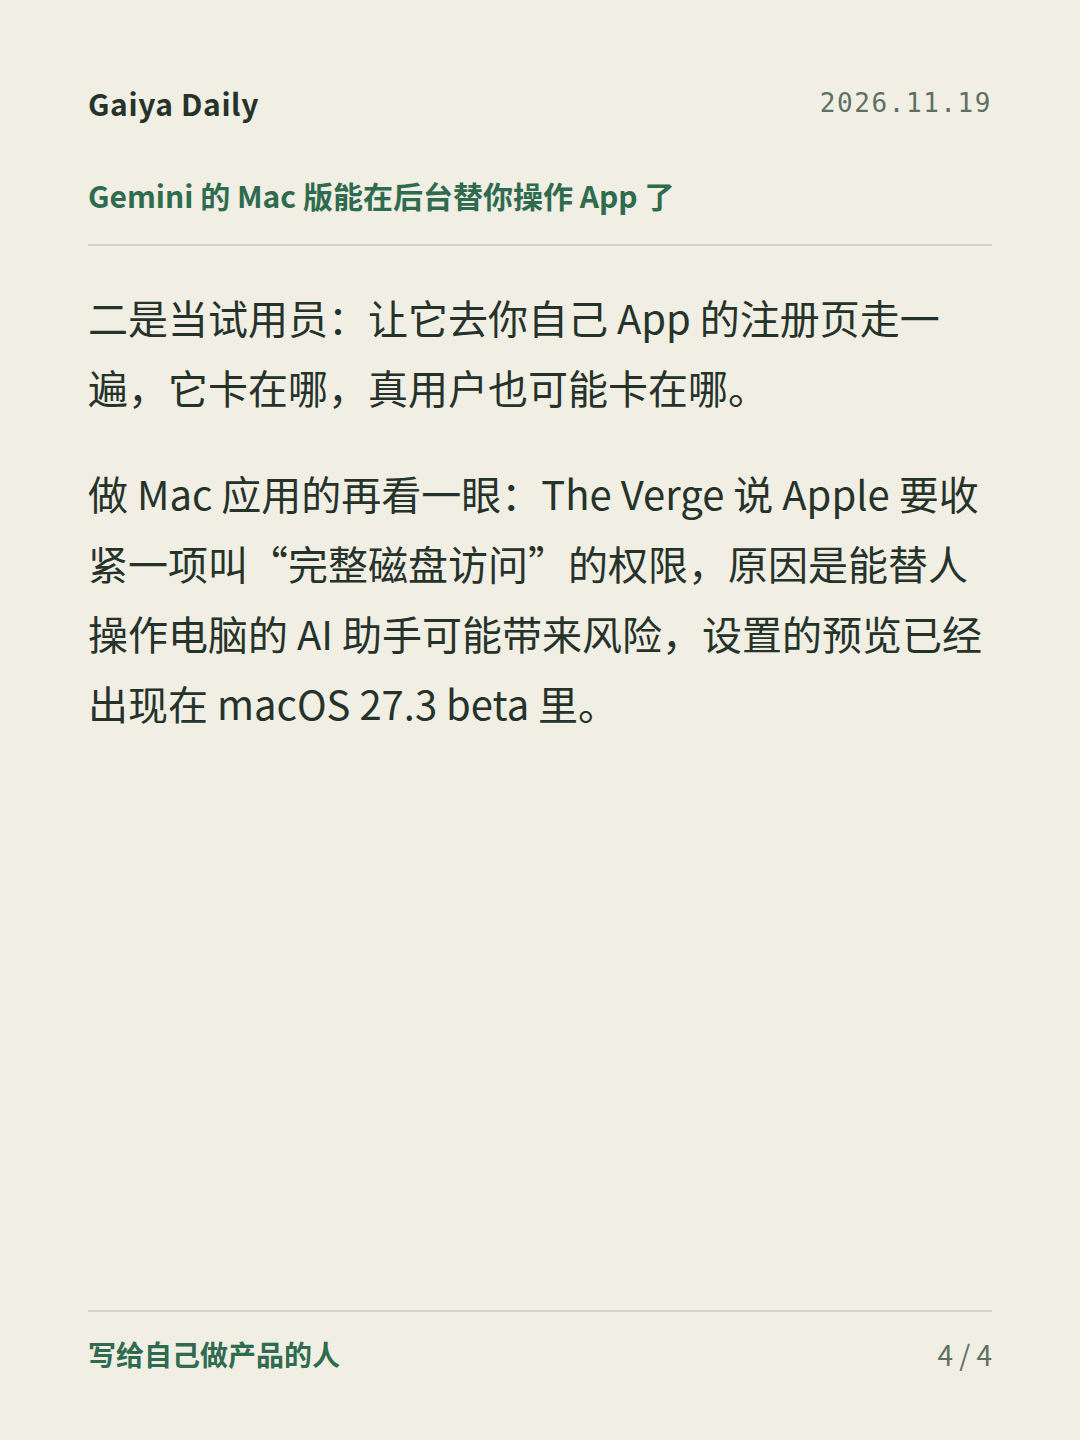 Gaiya Daily
2026.11.19
Gemini 的 Mac 版能在后台替你操作 App 了
二是当试用员：让它去你自己 App 的注册页走一
遍，它卡在哪，真用户也可能卡在哪。
做 Mac 应用的再看一眼：The Verge 说 Apple 要收
紧一项叫“完整磁盘访问”的权限，原因是能替人
操作电脑的 AI 助手可能带来风险，设置的预览已经
出现在 macOS 27.3 beta 里。
写给自己做产品的人
4 / 4